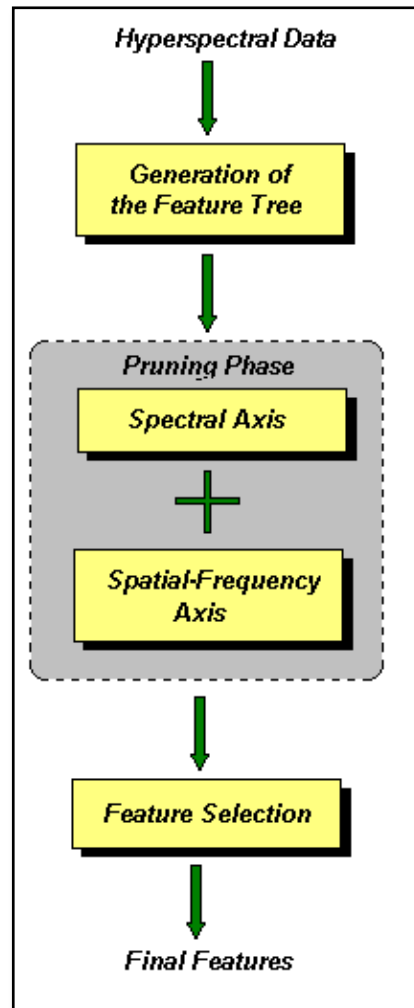 Hyperspectral Data
Generation of
the Feature Tree
Pruning Phase
Spectral Axis
Spatial-Frequency
Axis
Feature Selection
Final Features